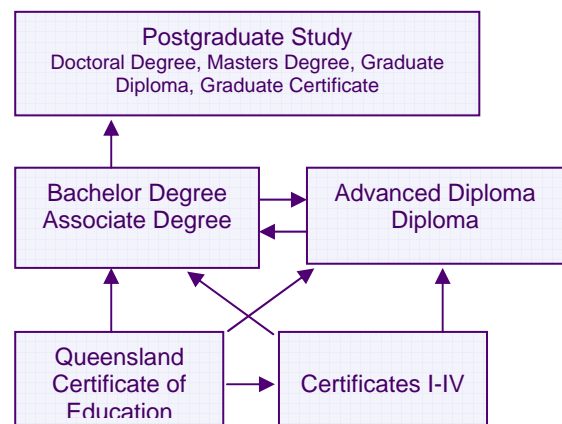 Postgraduate Study
Doctoral Degree, Masters Degree, Graduate
Diploma, Graduate Certificate
Bachelor Degree
Associate Degree
Advanced Diploma
Diploma
Queensland
Certificate of
Education
Certificates I-IV